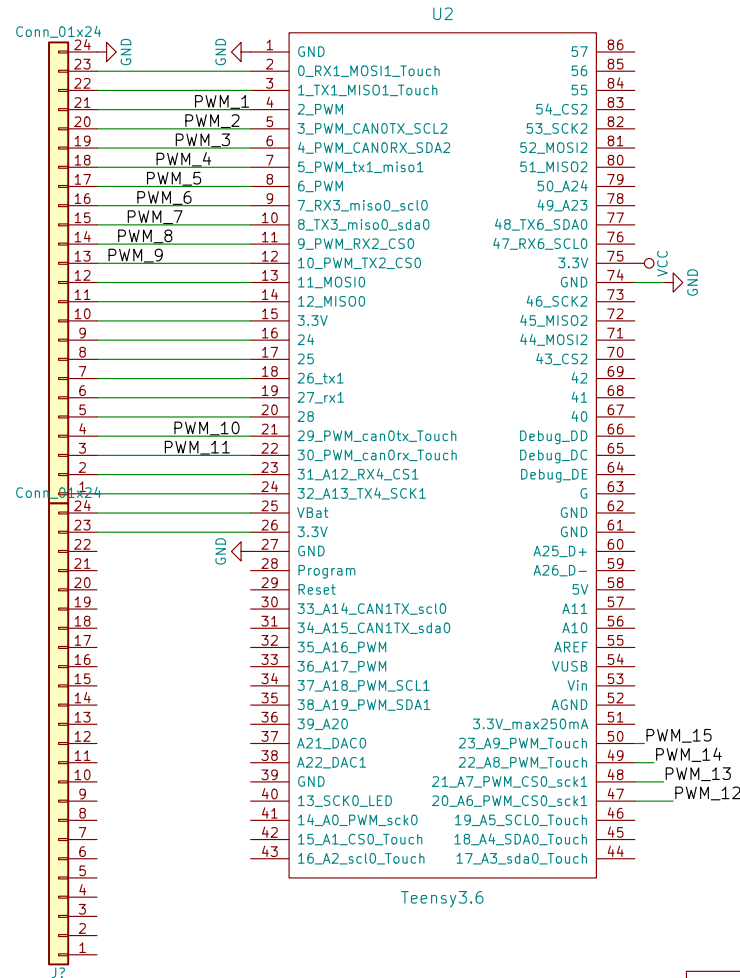 U2
Conn_01x24
24 GND GND 1 GND 57 86
23 2 0_RX1_MOSI1_Touch 56 85
22 3 1_TX1_MISO1_Touch 55 84
21 PWM_1 4 2_PWM 54_CS2 83
20 PWM_2 5 3_PWM_CAN0TX_SCL2 53_SCK2 82
19 PWM_3 6 4_PWM_CAN0RX_SDA2 52_MOSI2 81
18 PWM_4 7 5_PWM_tx1_miso1 51_MISO2 80
17 PWM_5 8 6_PWM 50_A24 79
16 PWM_6 9 7_RX3_miso0_scl0 49_A23 78
15 PWM_7 10 8_TX3_miso0_sda0 48_TX6_SDA0 77
14 PWM_8 11 9_PWM_RX2_CS0 47_RX6_SCL0 76
13 PWM_9 12 10_PWM_TX2_CS0 3.3V 75 VCC
12 13 11_MOSI0 GND 74 GND
11 14 12_MISO0 46_SCK2 73
10 15 3.3V 45_MISO2 72
9 16 24 44_MOSI2 71
8 17 25 43_CS2 70
7 18 26_tx1 42 69
6 19 27_rx1 41 68
5 20 28 40 67
4 PWM_10 21 29_PWM_can0tx_Touch Debug_DD 66
3 PWM_11 22 30_PWM_can0rx_Touch Debug_DC 65
2 23 31_A12_RX4_CS1 Debug_DE 64
1 24 32_A13_TX4_SCK1 G 63
Conn_01x24
24 25 VBat GND 62
23 26 3.3V GND 61
22 GND 27 GND A25_D+ 60
21 28 Program A26_D- 59
20 29 Reset 5V 58
19 30 33_A14_CAN1TX_scl0 A11 57
18 31 34_A15_CAN1TX_sda0 A10 56
17 32 35_A16_PWM AREF 55
16 33 36_A17_PWM VUSB 54
15 34 37_A18_PWM_SCL1 Vin 53
14 35 38_A19_PWM_SDA1 AGND 52
13 36 39_A20 3.3V_max250mA 51
12 37 A21_DAC0 23_A9_PWM_Touch 50 PWM_15
11 38 A22_DAC1 22_A8_PWM_Touch 49 PWM_14
10 39 GND 21_A7_PWM_CS0_sck1 48 PWM_13
9 40 13_SCK0_LED 20_A6_PWM_CS0_sck1 47 PWM_12
8 41 14_A0_PWM_sck0 19_A5_SCL0_Touch 46
7 42 15_A1_CS0_Touch 18_A4_SDA0_Touch 45
6 43 16_A2_scl0_Touch 17_A3_sda0_Touch 44
5
4
3
2
1
Teensy3.6
J?